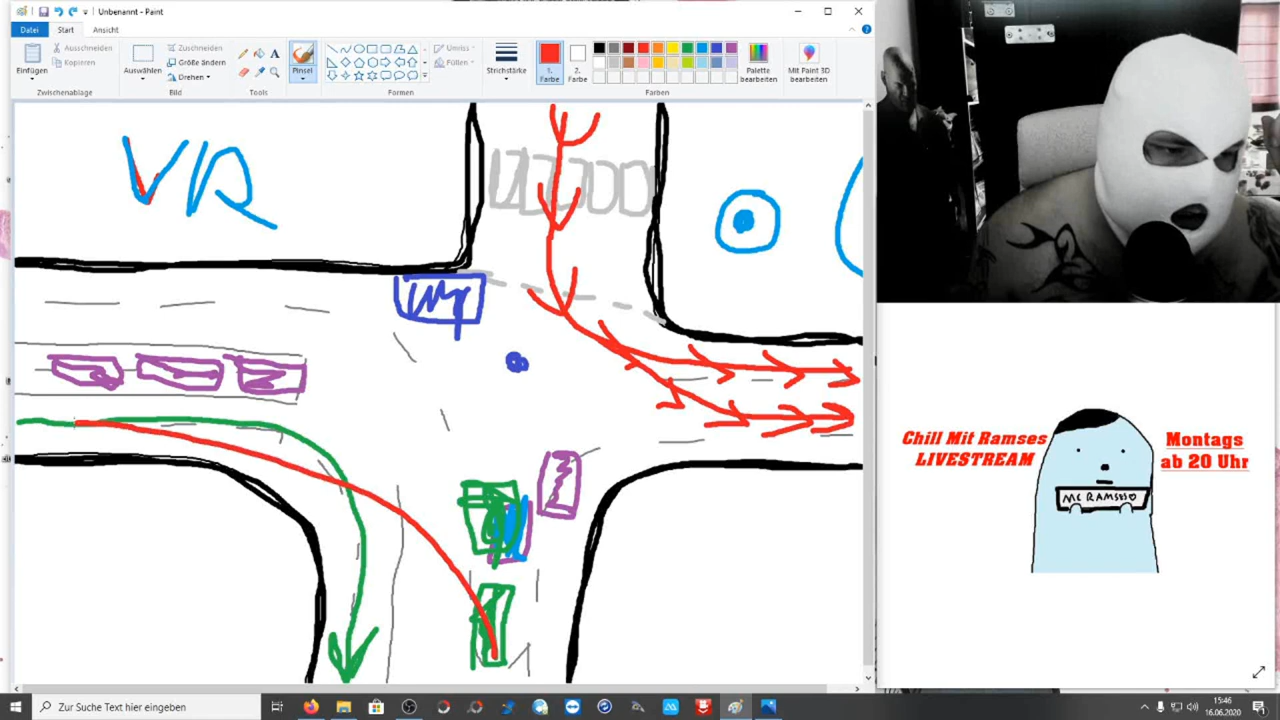 Unbenannt - Paint
Datei Start Ansicht
Einfügen
Ausschneiden
Kopieren
Zwischenablage
Auswählen
Zuschneiden
Größe ändern
Drehen
Bild
Tools
Pinsel
Umriss
Füllen
Formen
Strichstärke
1. Farbe
2. Farbe
Palette bearbeiten
Mit Paint 3D bearbeiten
Farben
VR
Chill Mit Ramses
LIVESTREAM
Montags
ab 20 Uhr
MC RAMSES
Zur Suche Text hier eingeben
15:46
16.06.2020